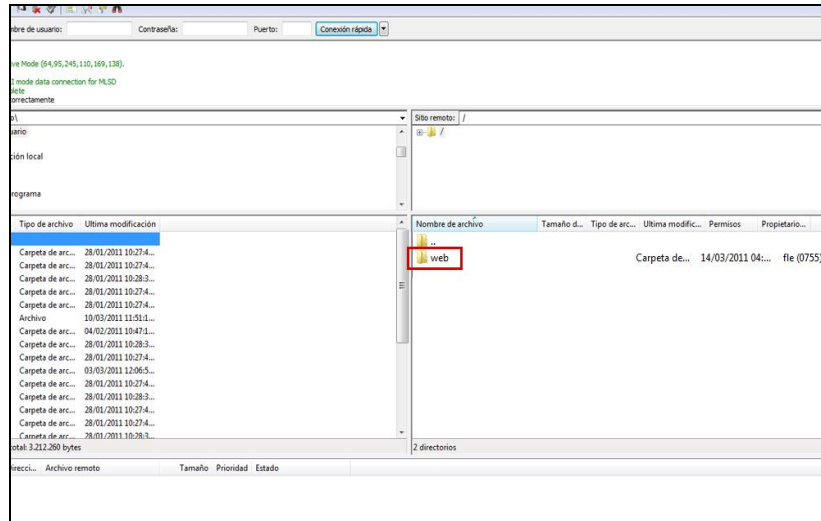 mbre de usuario: Contraseña: Puerto: Conexión rápida
ve Mode (64,95,245,110,169,138).
I mode data connection for MLSD
plete
orrectamente
o\
uario
ción local
rograma
Sitio remoto: /
/
Tipo de archivo Ultima modificación
Carpeta de arc... 28/01/2011 10:27:4...
Carpeta de arc... 28/01/2011 10:27:4...
Carpeta de arc... 28/01/2011 10:28:3...
Carpeta de arc... 28/01/2011 10:27:4...
Carpeta de arc... 28/01/2011 10:27:4...
Archivo 10/03/2011 11:51:1...
Carpeta de arc... 04/02/2011 10:47:1...
Carpeta de arc... 28/01/2011 10:28:3...
Carpeta de arc... 28/01/2011 10:27:4...
Carpeta de arc... 03/03/2011 12:06:5...
Carpeta de arc... 28/01/2011 10:27:4...
Carpeta de arc... 28/01/2011 10:28:3...
Carpeta de arc... 28/01/2011 10:27:4...
Carpeta de arc... 28/01/2011 10:27:4...
Carpeta de arc... 28/01/2011 10:28:3...
total: 3.212.260 bytes
Nombre de archivo Tamaño d... Tipo de arc... Ultima modific... Permisos Propietario...
..
web Carpeta de... 14/03/2011 04:... fle (0755)
2 directorios
Direcci... Archivo remoto Tamaño Prioridad Estado